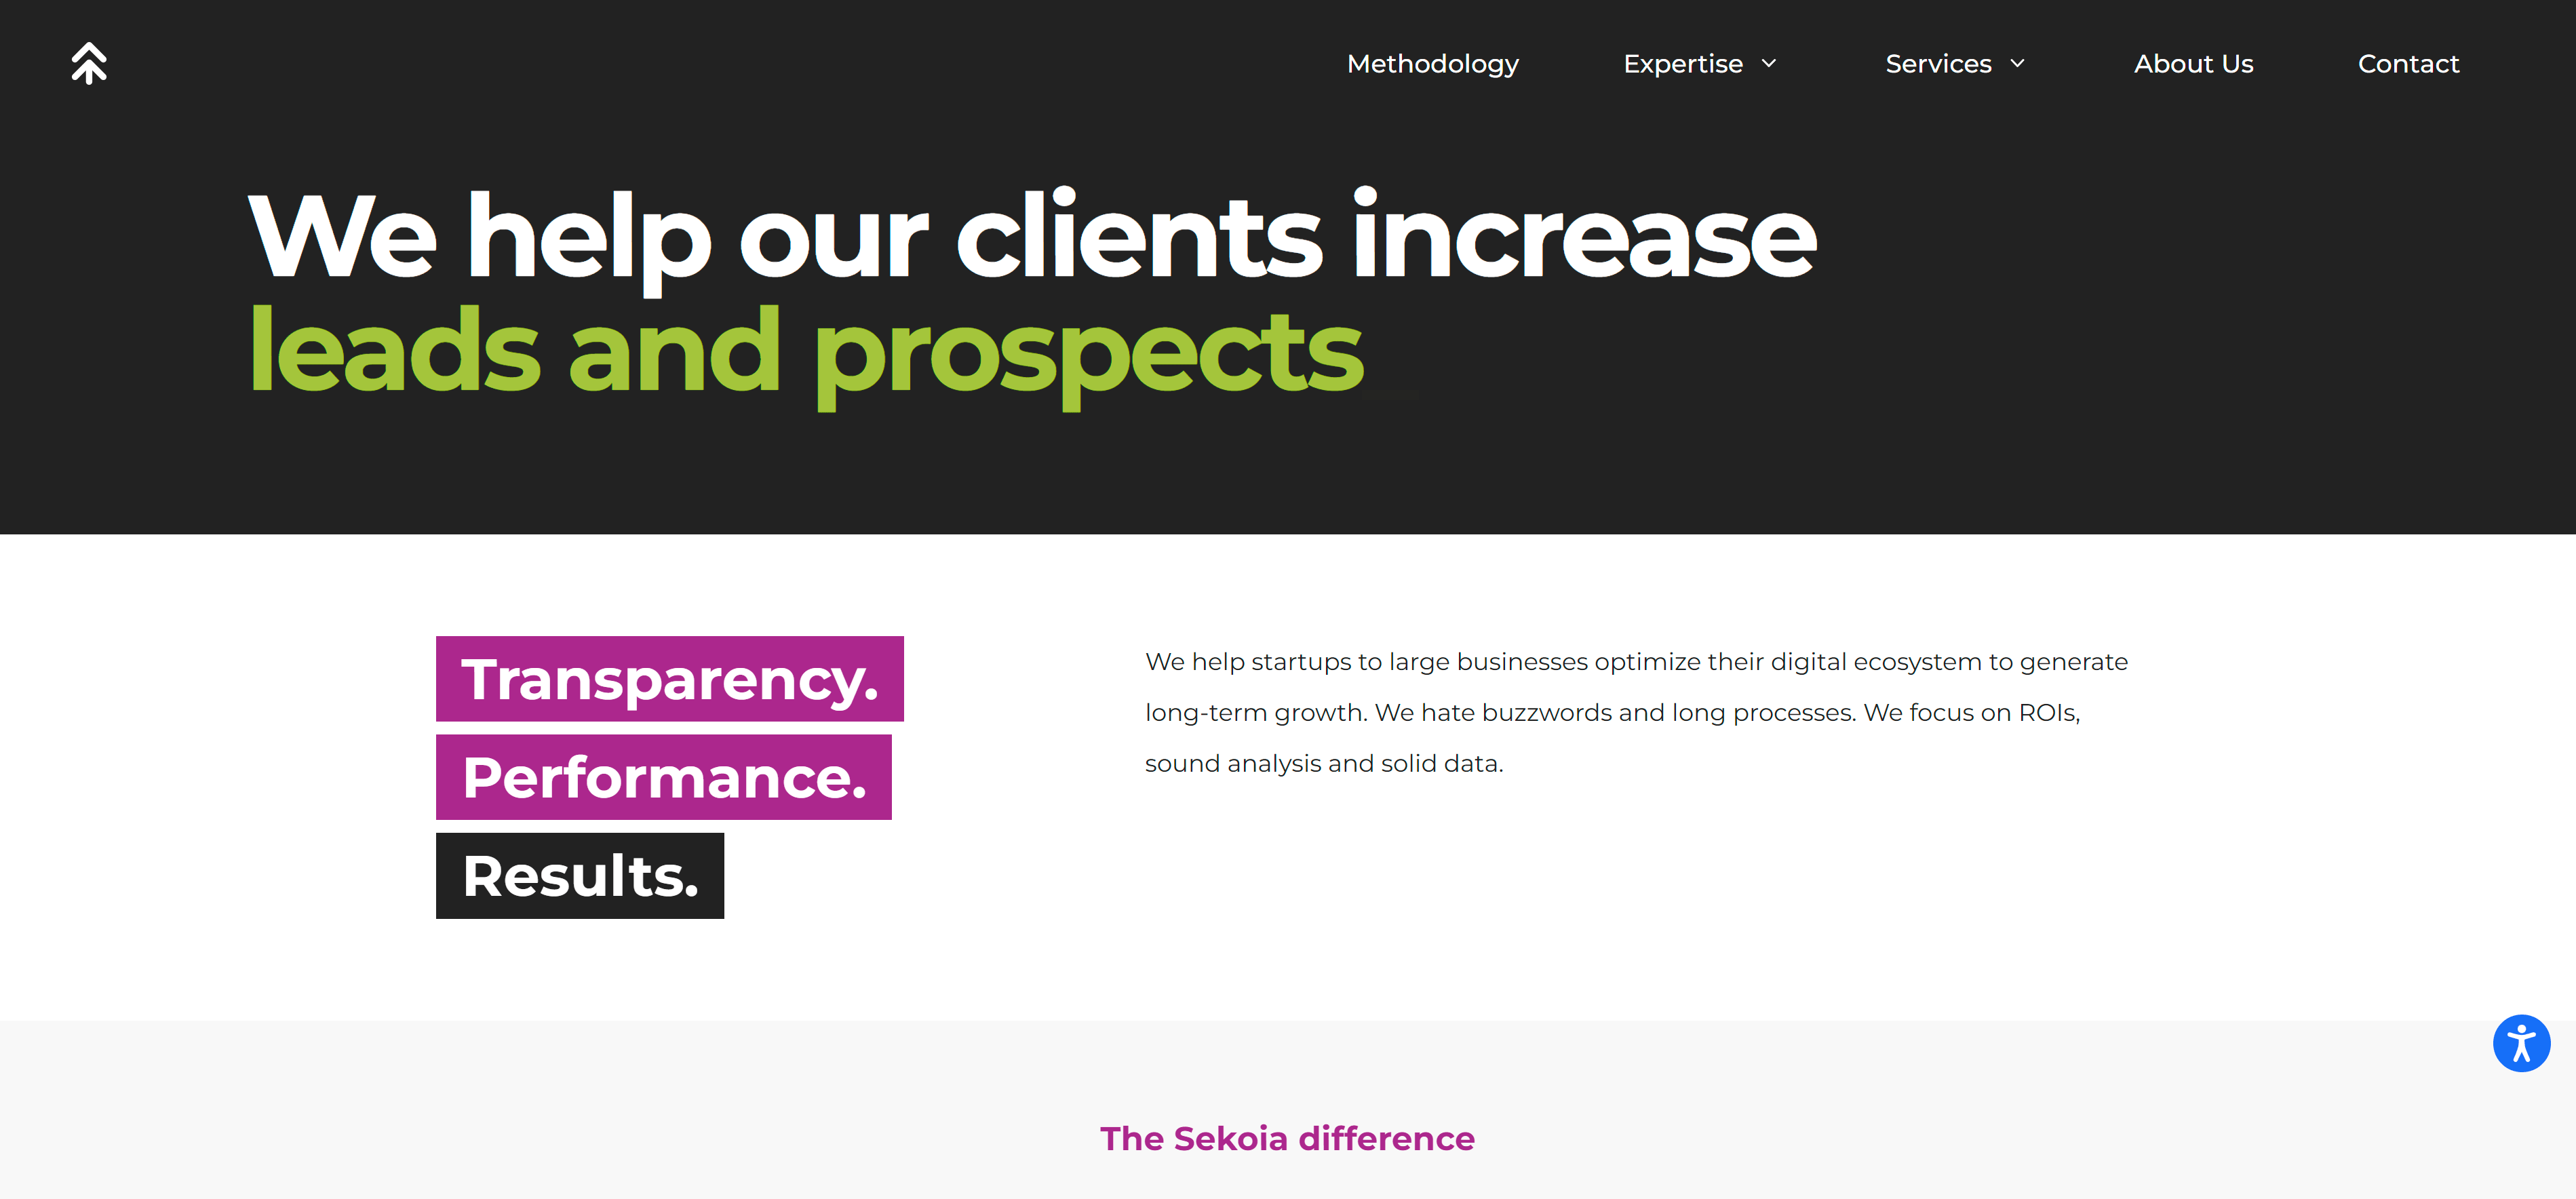 Methodology Expertise Services About Us Contact
We help our clients increase
leads and prospects
Transparency.
Performance.
Results.
We help startups to large businesses optimize their digital ecosystem to generate
long-term growth. We hate buzzwords and long processes. We focus on ROIs,
sound analysis and solid data.
The Sekoia difference